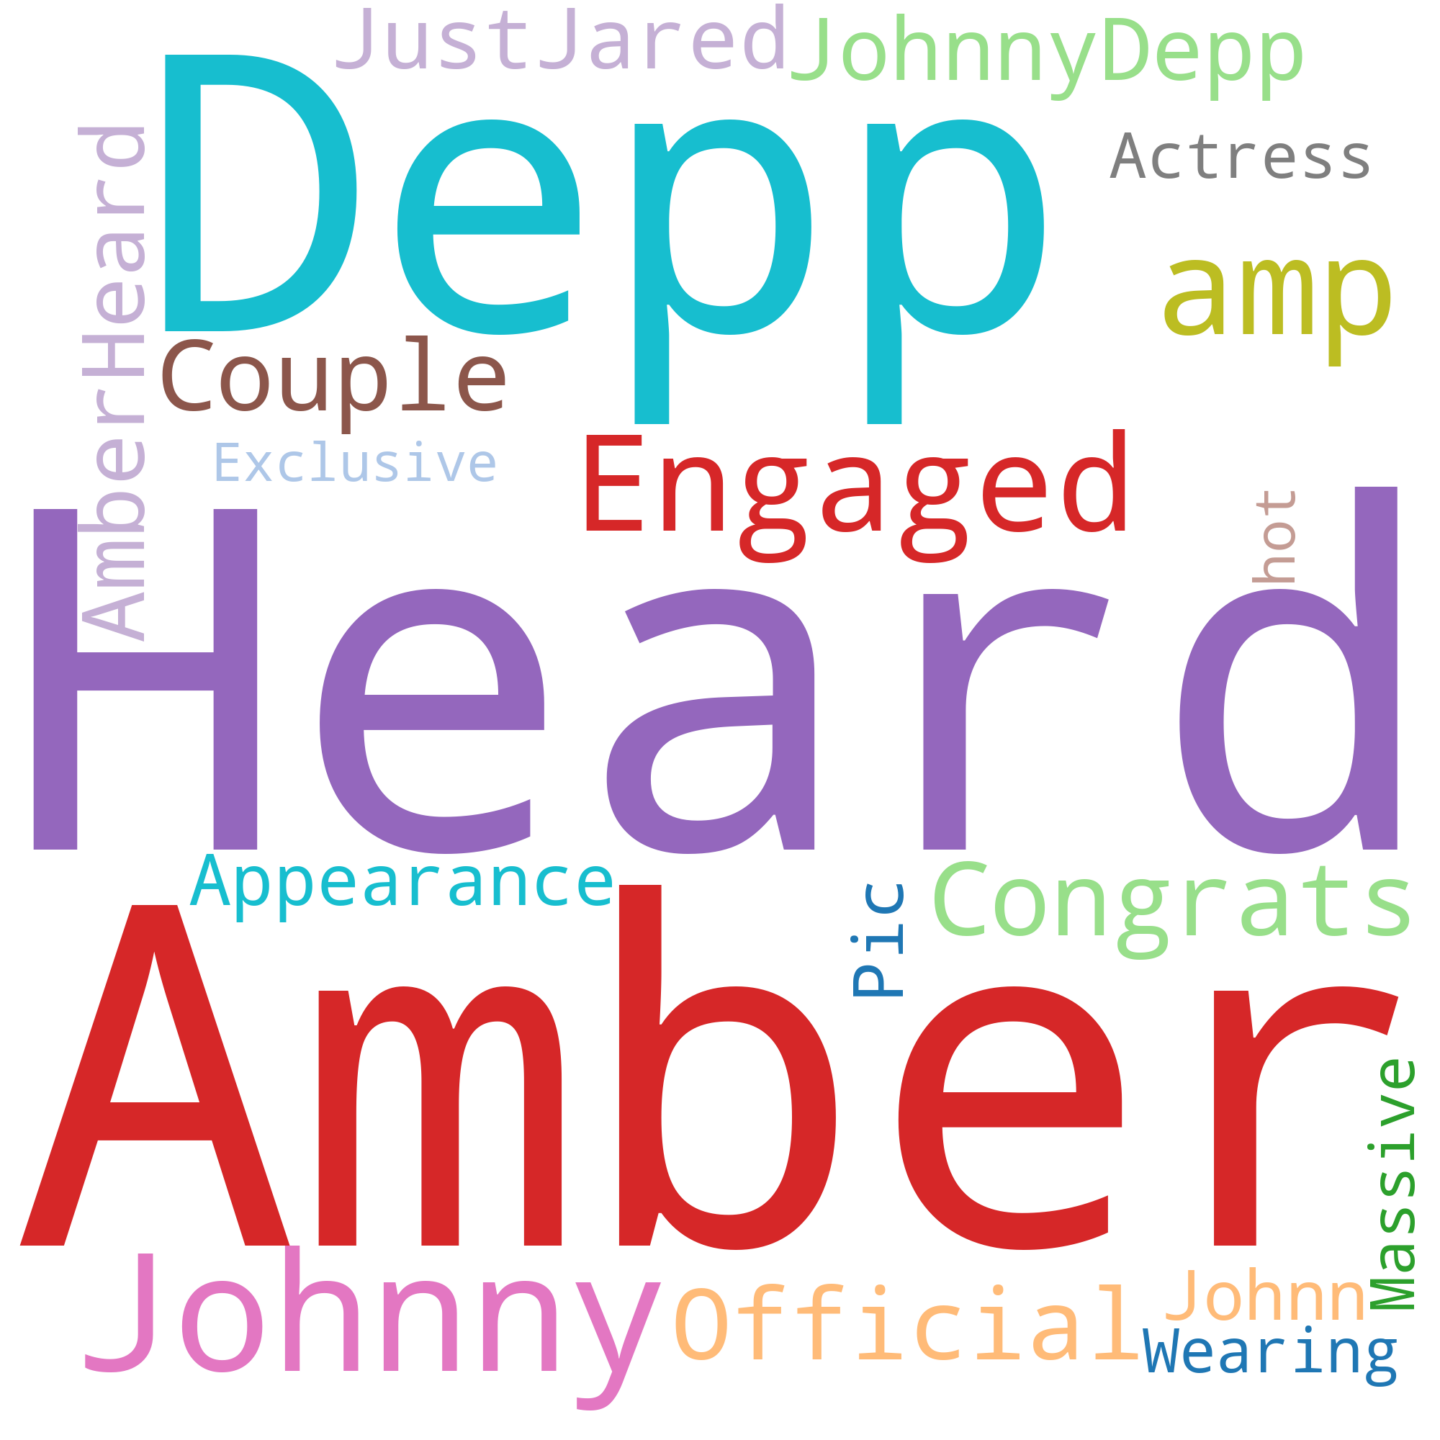 JustJared
JohnnyDepp
Depp
Actress
AmberHeard
amp
Couple
Exclusive
Engaged
hot
Heard
Appearance
Pic
Congrats
Amber
Massive
Johnny
Official
Johnn
Wearing